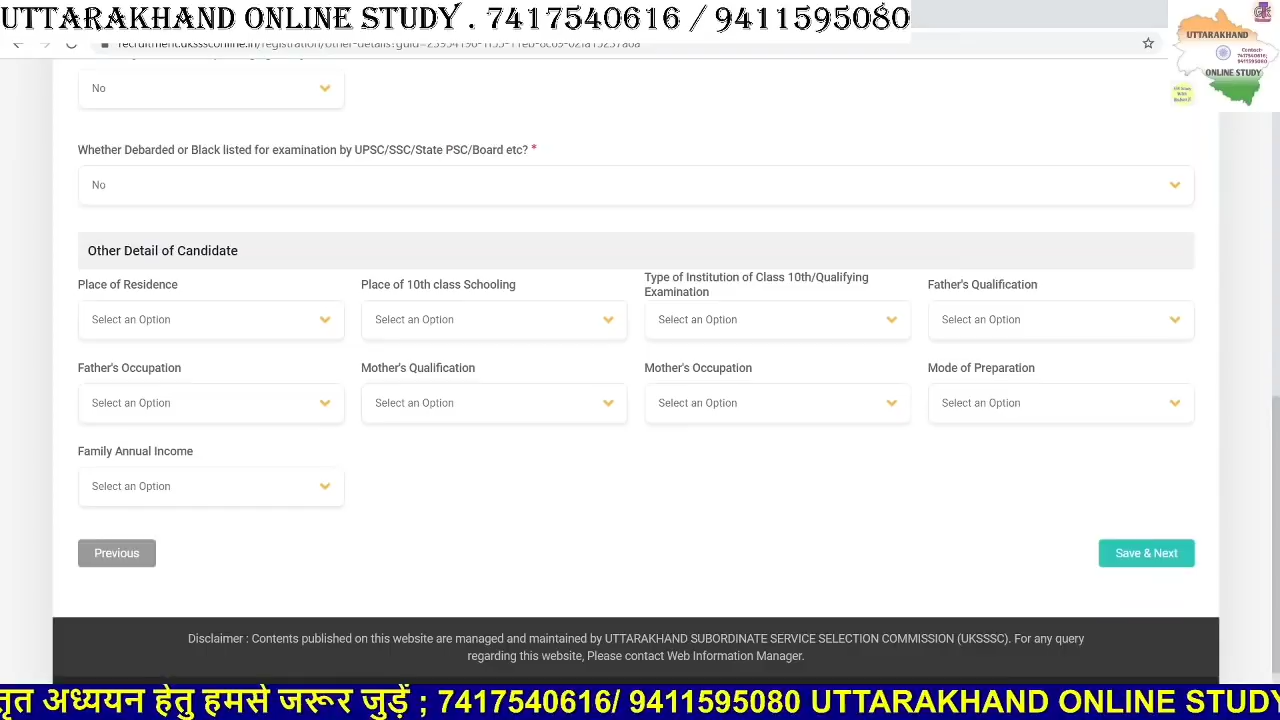 UTTARAKHAND ONLINE STUDY . 7417540616 / 9411595080
UTTARAKHAND
Contact-
7417540616;
9411595080
ONLINE STUDY
No
Whether Debarded or Black listed for examination by UPSC/SSC/State PSC/Board etc? *
No
Other Detail of Candidate
Place of Residence
Place of 10th class Schooling
Type of Institution of Class 10th/Qualifying
Examination
Father's Qualification
Select an Option
Select an Option
Select an Option
Select an Option
Father's Occupation
Mother's Qualification
Mother's Occupation
Mode of Preparation
Select an Option
Select an Option
Select an Option
Select an Option
Family Annual Income
Select an Option
Previous
Save & Next
Disclaimer : Contents published on this website are managed and maintained by UTTARAKHAND SUBORDINATE SERVICE SELECTION COMMISSION (UKSSSC). For any query
regarding this website, Please contact Web Information Manager.
अध्ययन हेतु हमसे जरूर जुड़ें ; 7417540616/ 9411595080 UTTARAKHAND ONLINE STUDY